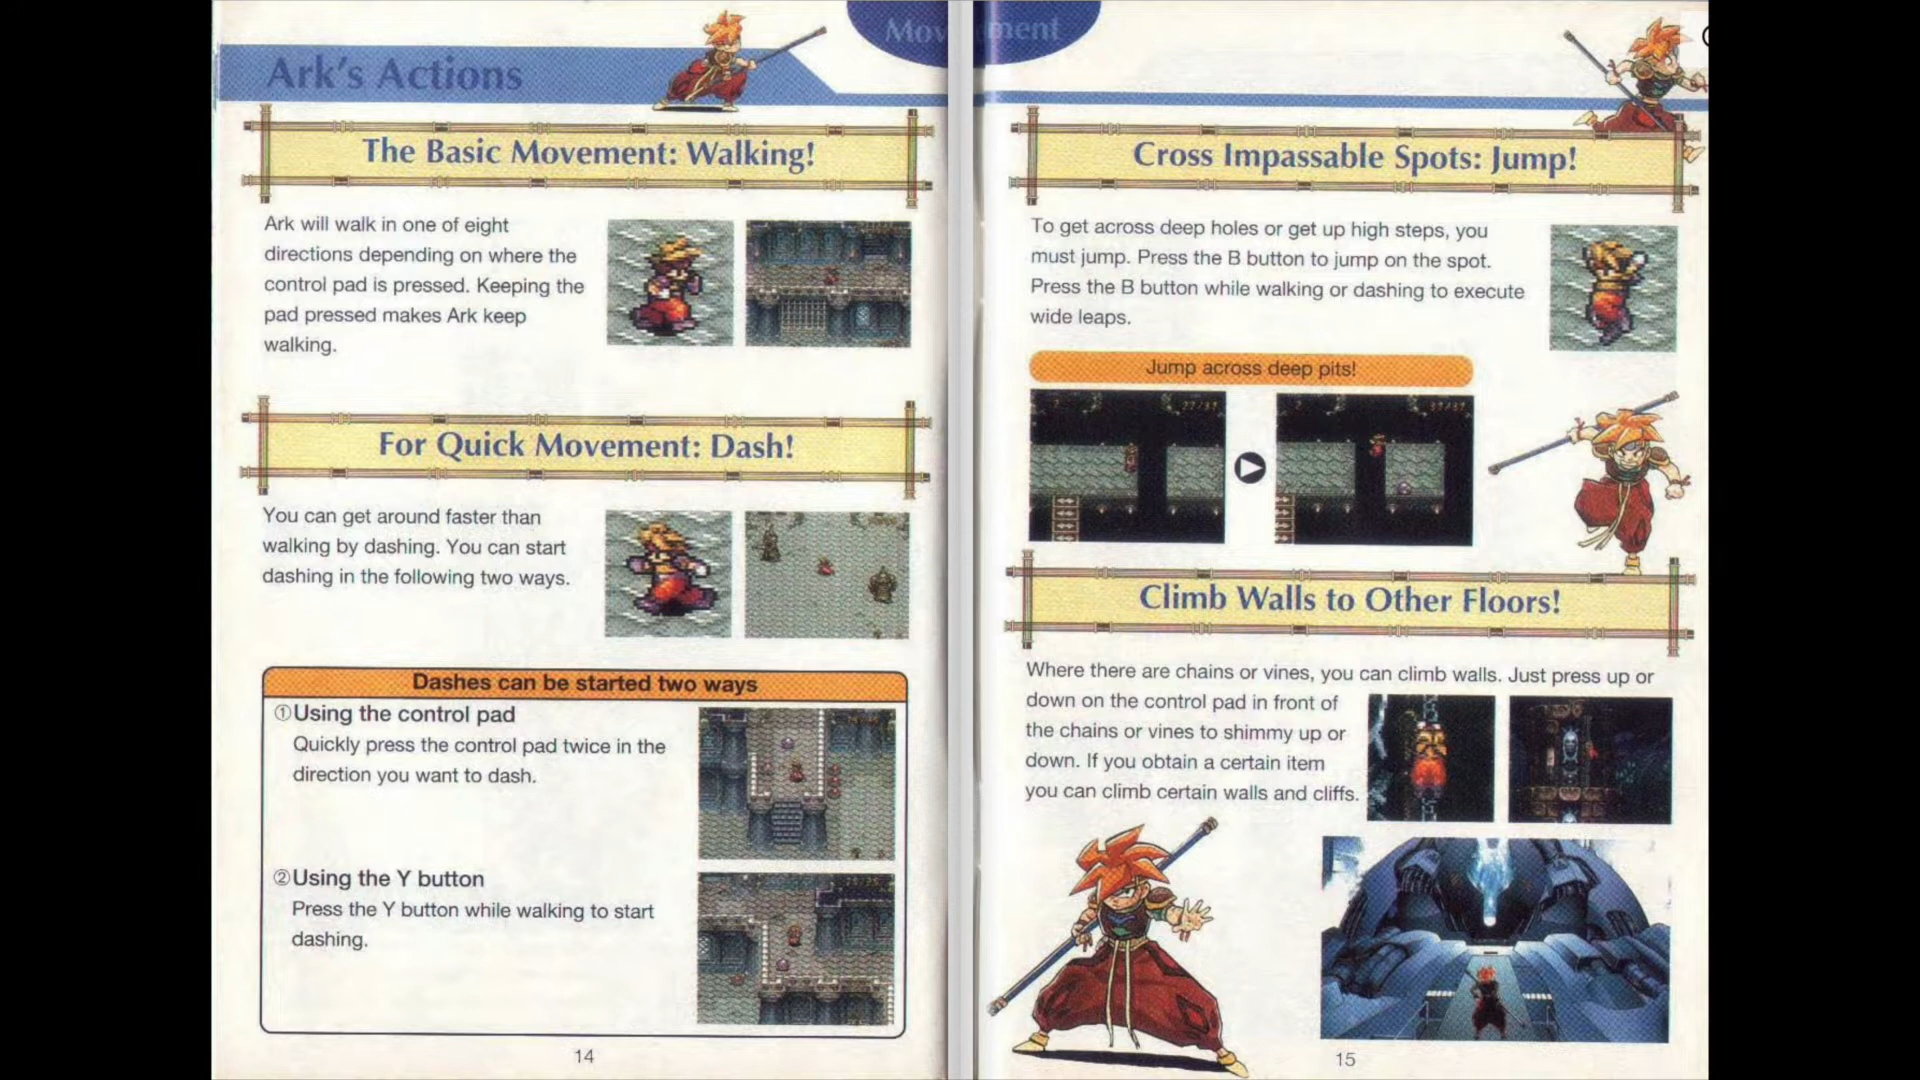 Movement
Ark's Actions
The Basic Movement: Walking!
Ark will walk in one of eight
directions depending on where the
control pad is pressed. Keeping the
pad pressed makes Ark keep
walking.
For Quick Movement: Dash!
You can get around faster than
walking by dashing. You can start
dashing in the following two ways.
Dashes can be started two ways
①Using the control pad
Quickly press the control pad twice in the
direction you want to dash.
②Using the Y button
Press the Y button while walking to start
dashing.
14
Cross Impassable Spots: Jump!
To get across deep holes or get up high steps, you
must jump. Press the B button to jump on the spot.
Press the B button while walking or dashing to execute
wide leaps.
Jump across deep pits!
Climb Walls to Other Floors!
Where there are chains or vines, you can climb walls. Just press up or
down on the control pad in front of
the chains or vines to shimmy up or
down. If you obtain a certain item
you can climb certain walls and cliffs.
15